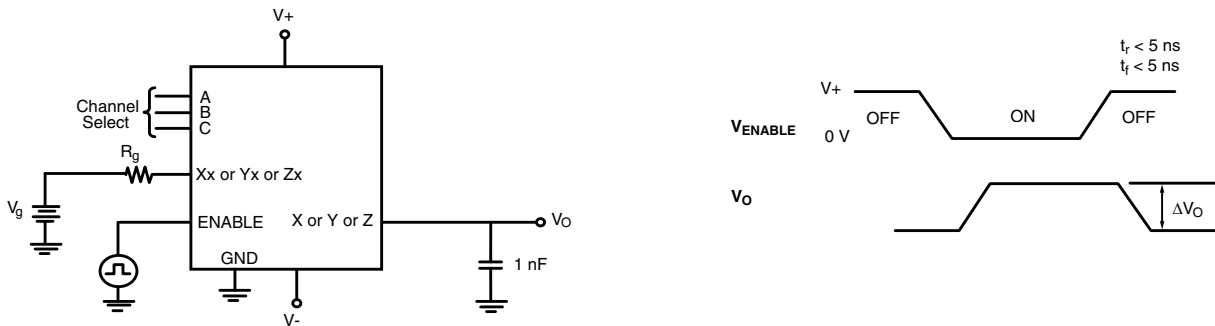 V+
Channel
Select
A
B
C
Rg
Xx or Yx or Zx
Vg
ENABLE
X or Y or Z
VO
GND
1 nF
V-
tr < 5 ns
tf < 5 ns
V+
OFF
ON
OFF
VENABLE
0 V
VO
ΔVO